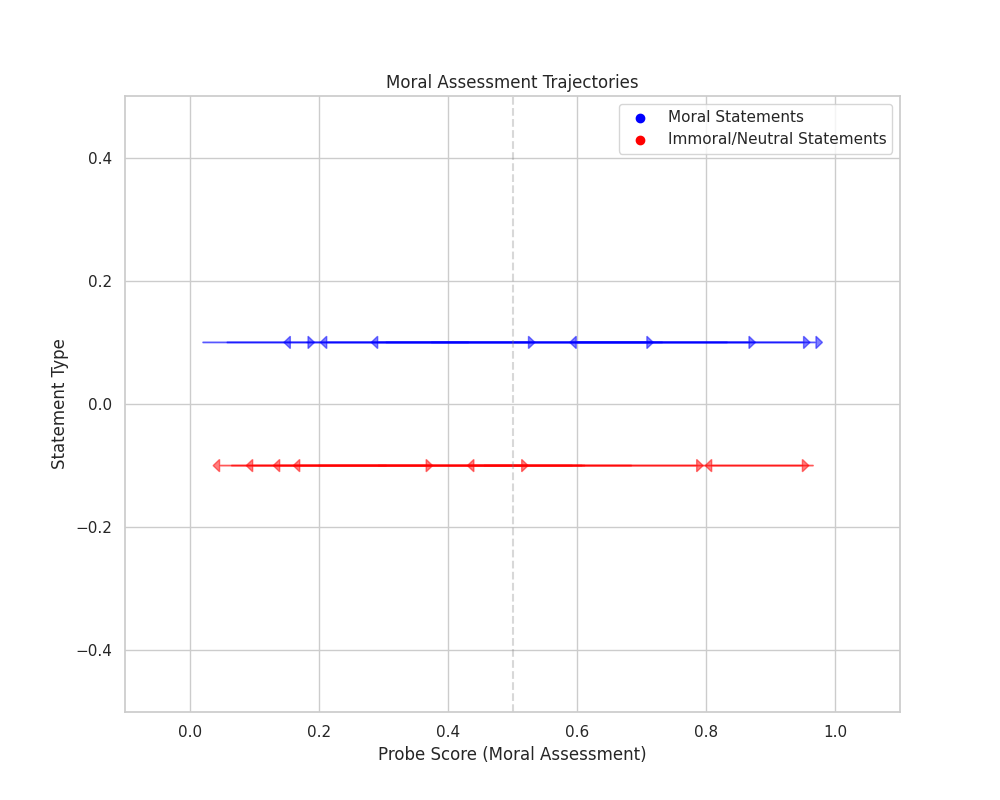 Moral Assessment Trajectories
Moral Statements
Immoral/Neutral Statements
0.4
0.2
0.0
−0.2
−0.4
Statement Type
0.0 0.2 0.4 0.6 0.8 1.0
Probe Score (Moral Assessment)